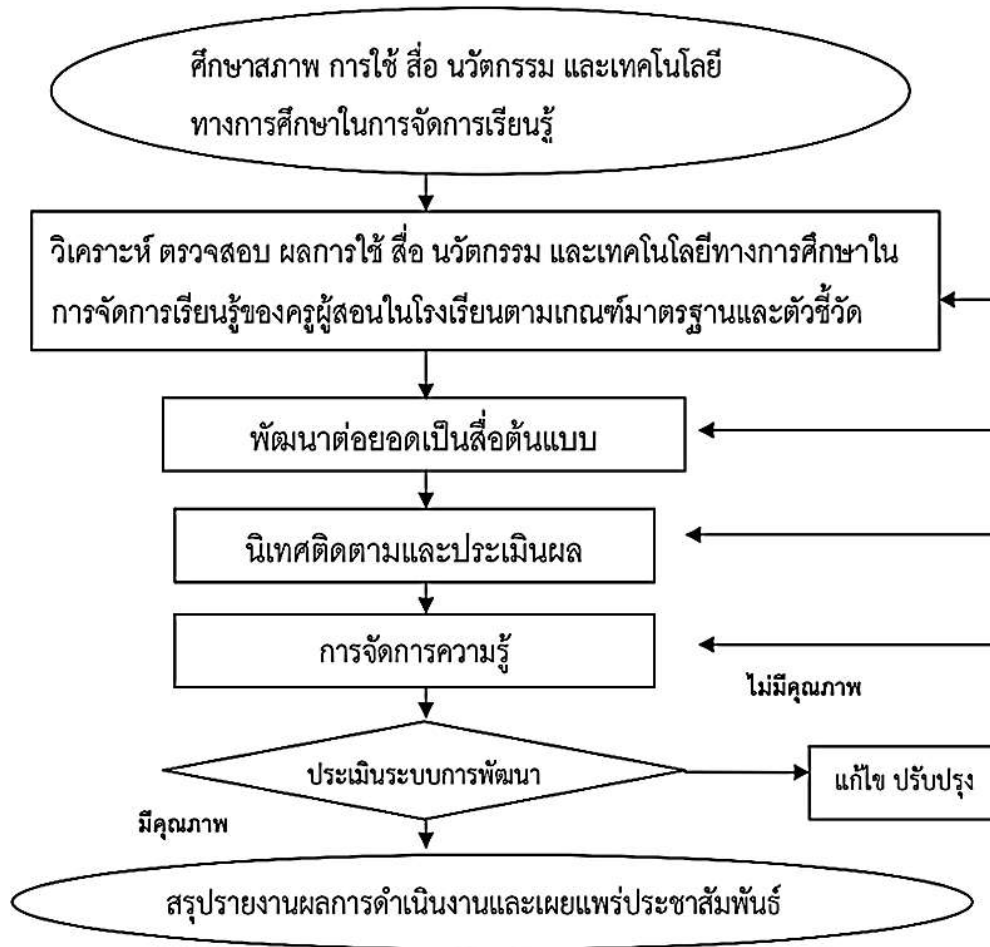 ศึกษาสภาพ การใช้ สื่อ นวัตกรรม และเทคโนโลยี
ทางการศึกษาในการจัดการเรียนรู้
วิเคราะห์ ตรวจสอบ ผลการใช้ สื่อ นวัตกรรม และเทคโนโลยีทางการศึกษาใน
การจัดการเรียนรู้ของครูผู้สอนในโรงเรียนตามเกณฑ์มาตรฐานและตัวชี้วัด
พัฒนาต่อยอดเป็นสื่อต้นแบบ
นิเทศติดตามและประเมินผล
การจัดการความรู้
ไม่มีคุณภาพ
ประเมินระบบการพัฒนา
แก้ไข ปรับปรุง
มีคุณภาพ
สรุปรายงานผลการดำเนินงานและเผยแพร่ประชาสัมพันธ์